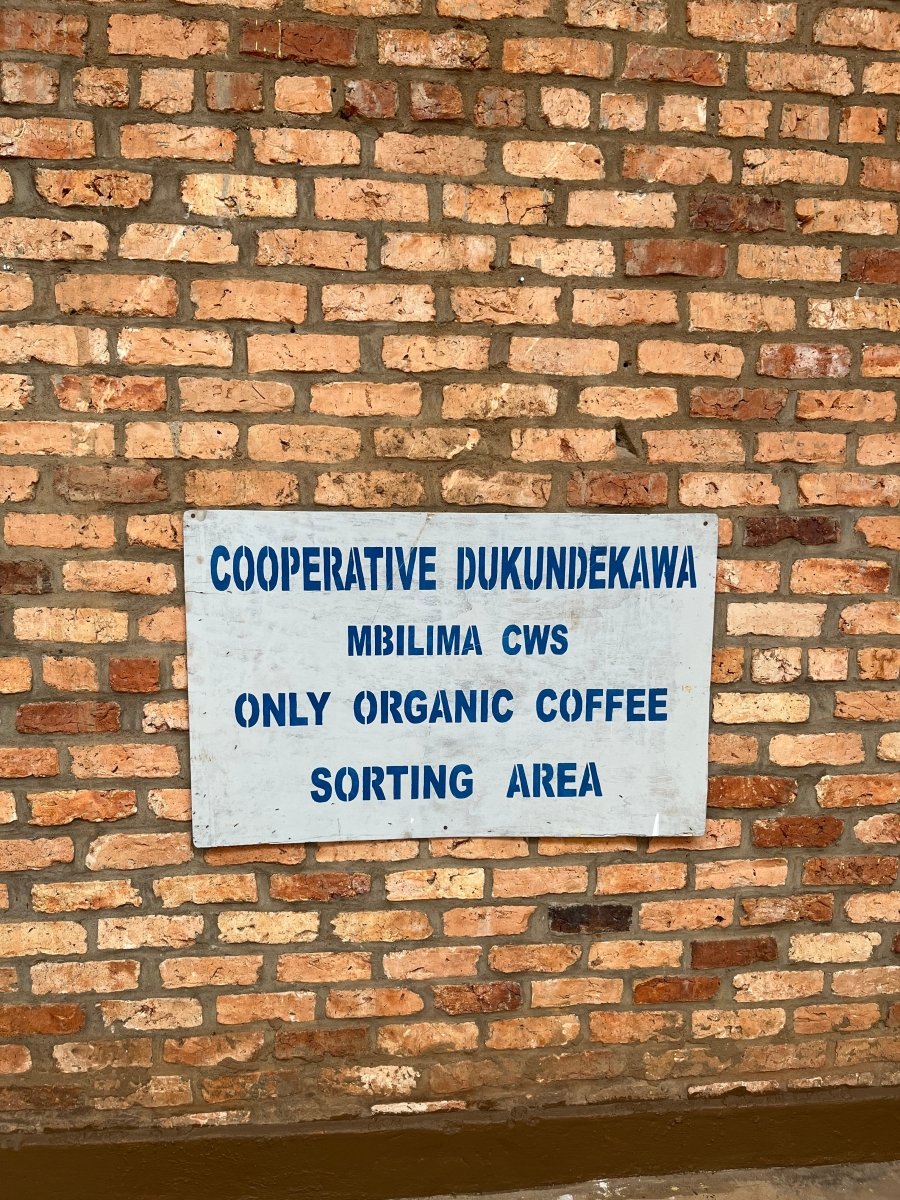 COOPERATIVE DUKUNDEKAWA
MBILIMA CWS
ONLY ORGANIC COFFEE
SORTING AREA